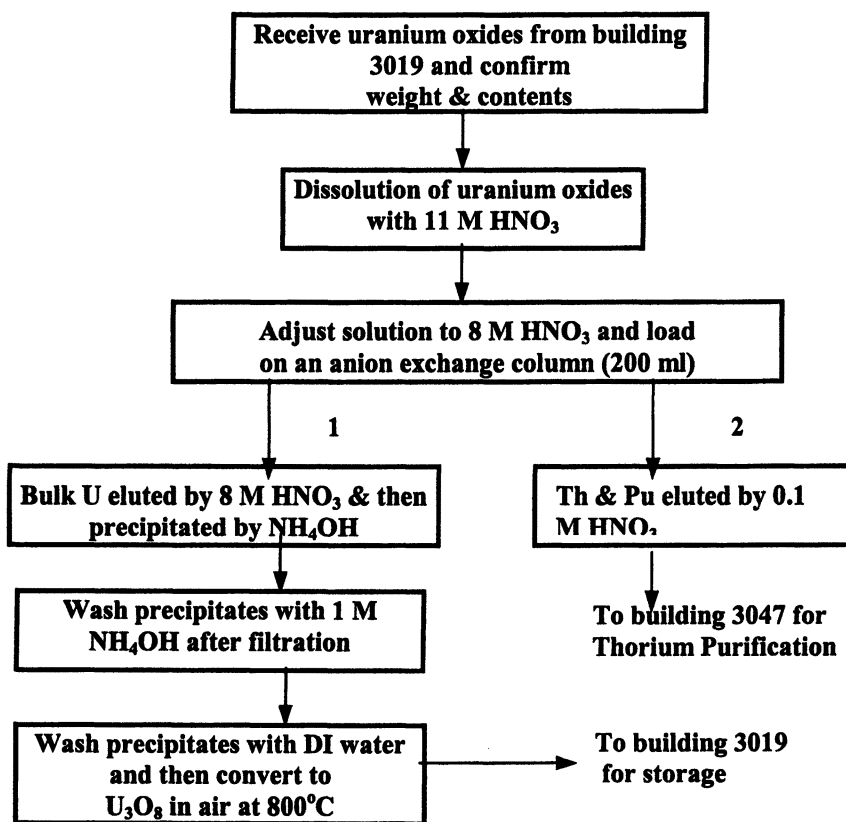 Receive uranium oxides from building
3019 and confirm
weight & contents
Dissolution of uranium oxides
with 11 M HNO₃
Adjust solution to 8 M HNO₃ and load
on an anion exchange column (200 ml)
1
2
Bulk U eluted by 8 M HNO₃ & then
precipitated by NH₄OH
Th & Pu eluted by 0.1
M HNO₃
Wash precipitates with 1 M
NH₄OH after filtration
To building 3047 for
Thorium Purification
Wash precipitates with DI water
and then convert to
U₃O₈ in air at 800°C
To building 3019
for storage